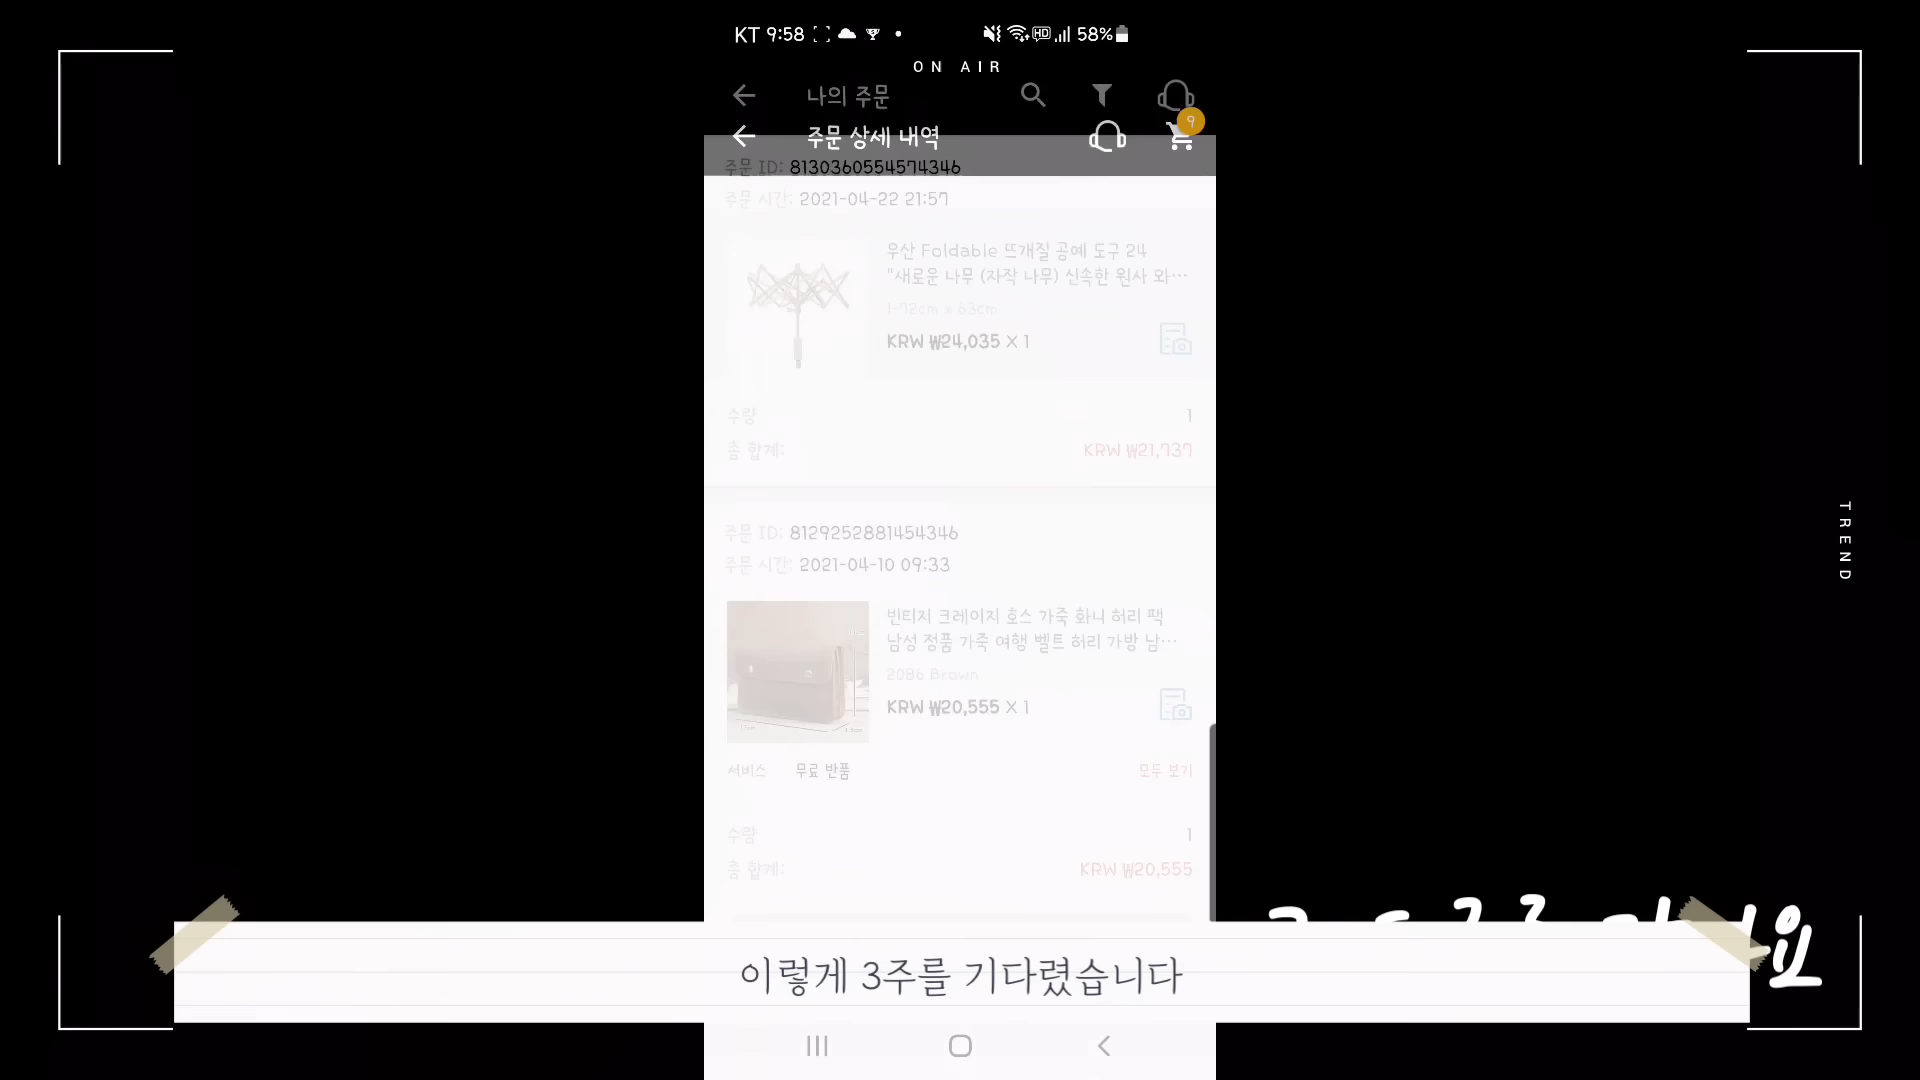 KT 9:58
58%
ON AIR
나의 주문
9
주문 상세 내역
주문 ID: 8130360554574346
주문 시간: 2021-04-22 21:57
우산 Foldable 뜨개질 공예 도구 24
"새로운 나무 (자작 나무) 신속한 원사 와…
1-92cm x 63cm
KRW ₩24,035 X 1
수량 1
총 합계: KRW ₩21,737
주문 ID: 8129252881454346
주문 시간: 2021-04-10 09:33
빈티지 크레이지 호스 가죽 화니 허리 팩
남성 정품 가죽 여행 벨트 허리 가방 남…
2086 Brown
KRW ₩20,555 X 1
서비스 무료 반품 모두 보기
수량 1
총 합계: KRW ₩20,555
TREND
요
이렇게 3주를 기다렸습니다